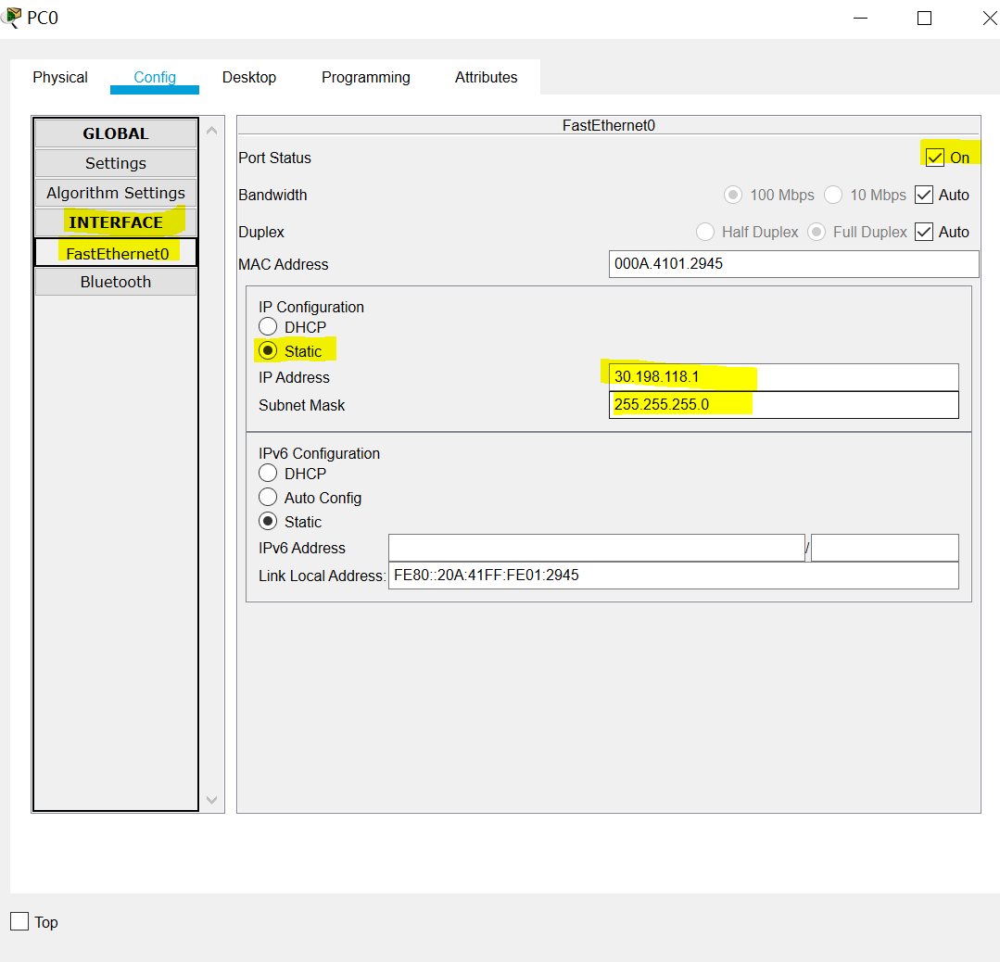 PC0
Physical Config Desktop Programming Attributes
GLOBAL
Settings
Algorithm Settings
INTERFACE
FastEthernet0
Bluetooth
FastEthernet0
Port Status On
Bandwidth 100 Mbps 10 Mbps Auto
Duplex Half Duplex Full Duplex Auto
MAC Address 000A.4101.2945
IP Configuration
DHCP
Static
IP Address 30.198.118.1
Subnet Mask 255.255.255.0
IPv6 Configuration
DHCP
Auto Config
Static
IPv6 Address /
Link Local Address: FE80::20A:41FF:FE01:2945
Top